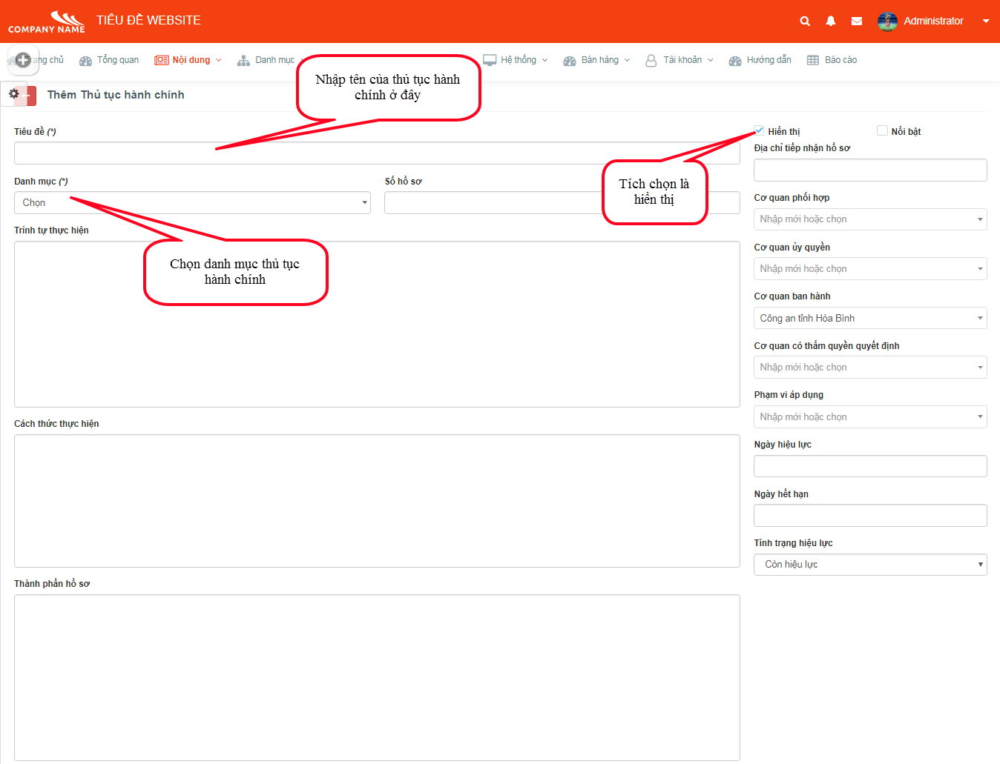 COMPANY NAME
TIÊU ĐỀ WEBSITE
Administrator
ang chủ
Tổng quan
Nội dung
Danh mục
Hệ thống
Bán hàng
Tài khoản
Hướng dẫn
Báo cáo
Thêm Thủ tục hành chính
Nhập tên của thủ tục hành
chính ở đây
Tiêu đề (*)
Hiển thị
Nổi bật
Địa chỉ tiếp nhận hồ sơ
Tích chọn là
hiển thị
Danh mục (*)
Chọn
Số hồ sơ
Cơ quan phối hợp
Nhập mới hoặc chọn
Trình tự thực hiện
Chọn danh mục thủ tục
hành chính
Cơ quan ủy quyền
Nhập mới hoặc chọn
Cơ quan ban hành
Công an tỉnh Hòa Bình
Cơ quan có thẩm quyền quyết định
Nhập mới hoặc chọn
Phạm vi áp dụng
Nhập mới hoặc chọn
Cách thức thực hiện
Ngày hiệu lực
Ngày hết hạn
Tình trạng hiệu lực
Còn hiệu lực
Thành phần hồ sơ